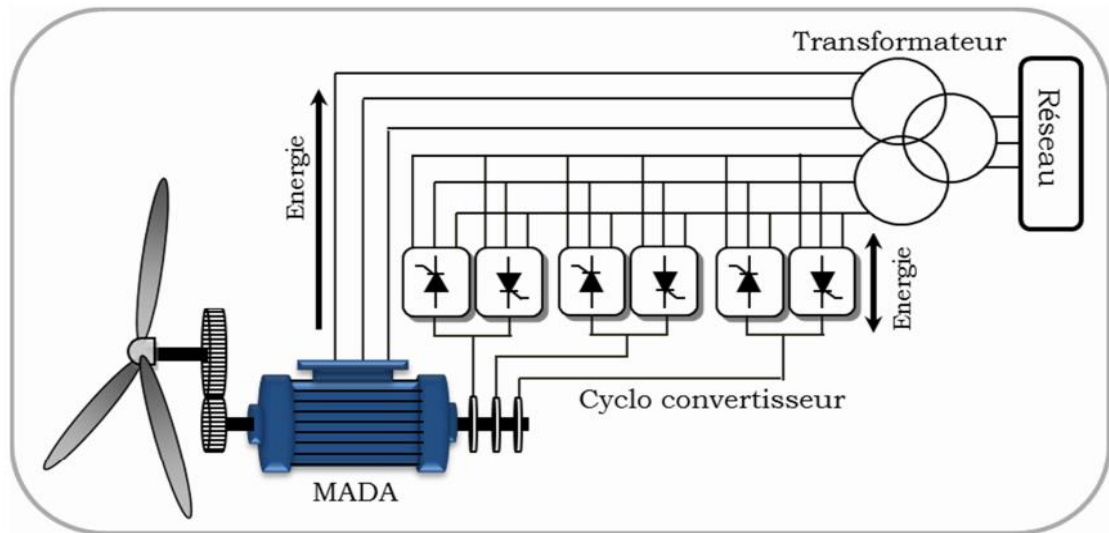 Transformateur
Réseau
Energie
Energie
Cyclo convertisseur
MADA